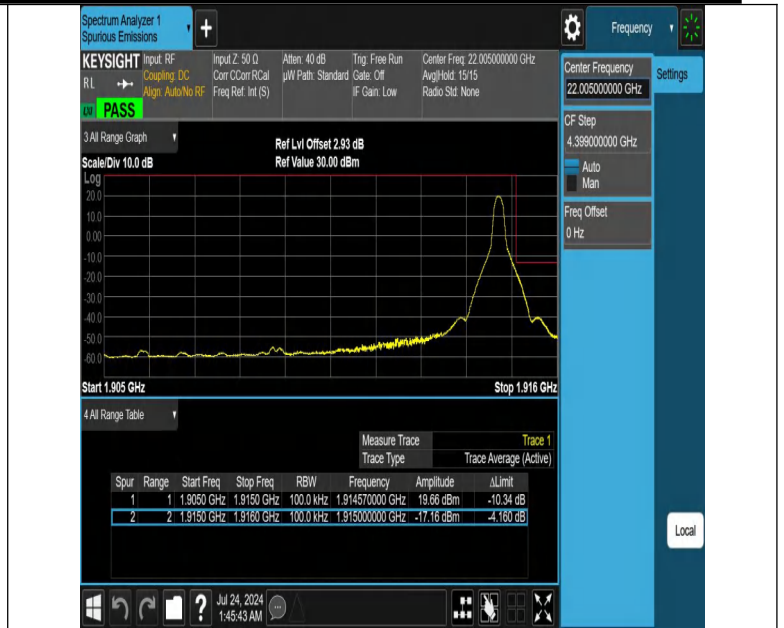 Spectrum Analyzer 1
Spurious Emissions
Frequency
KEYSIGHT
Input: RF
Coupling: DC
Align: Auto/No RF
Input Z: 50 Ω
Corr CCorr RCal
Freq Ref: Int (S)
Atten: 40 dB
µW Path: Standard
Trig: Free Run
Gate: Off
IF Gain: Low
Center Freq: 22.005000000 GHz
Avg|Hold: 15/15
Radio Std: None
RL
LXI PASS
Center Frequency
22.005000000 GHz
Settings
CF Step
4.399000000 GHz
Auto
Man
Freq Offset
0 Hz
3 All Range Graph
Ref Lvl Offset 2.93 dB
Scale/Div 10.0 dB
Ref Value 30.00 dBm
Log
20.0
10.0
0.00
-10.0
-20.0
-30.0
-40.0
-50.0
-60.0
Start 1.905 GHz
Stop 1.916 GHz
4 All Range Table
Measure Trace Trace 1
Trace Type Trace Average (Active)
Spur Range Start Freq Stop Freq RBW Frequency Amplitude ΔLimit
1 1 1.9050 GHz 1.9150 GHz 100.0 kHz 1.914570000 GHz 19.66 dBm -10.34 dB
2 2 1.9150 GHz 1.9160 GHz 100.0 kHz 1.915000000 GHz -17.16 dBm -4.160 dB
Local
Jul 24, 2024
1:45:43 AM